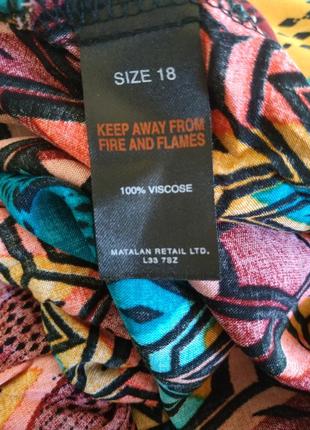 SIZE 18
KEEP AWAY FROM
FIRE AND FLAMES
100% VISCOSE
MATALAN RETAIL LTD.
L33 7SZ